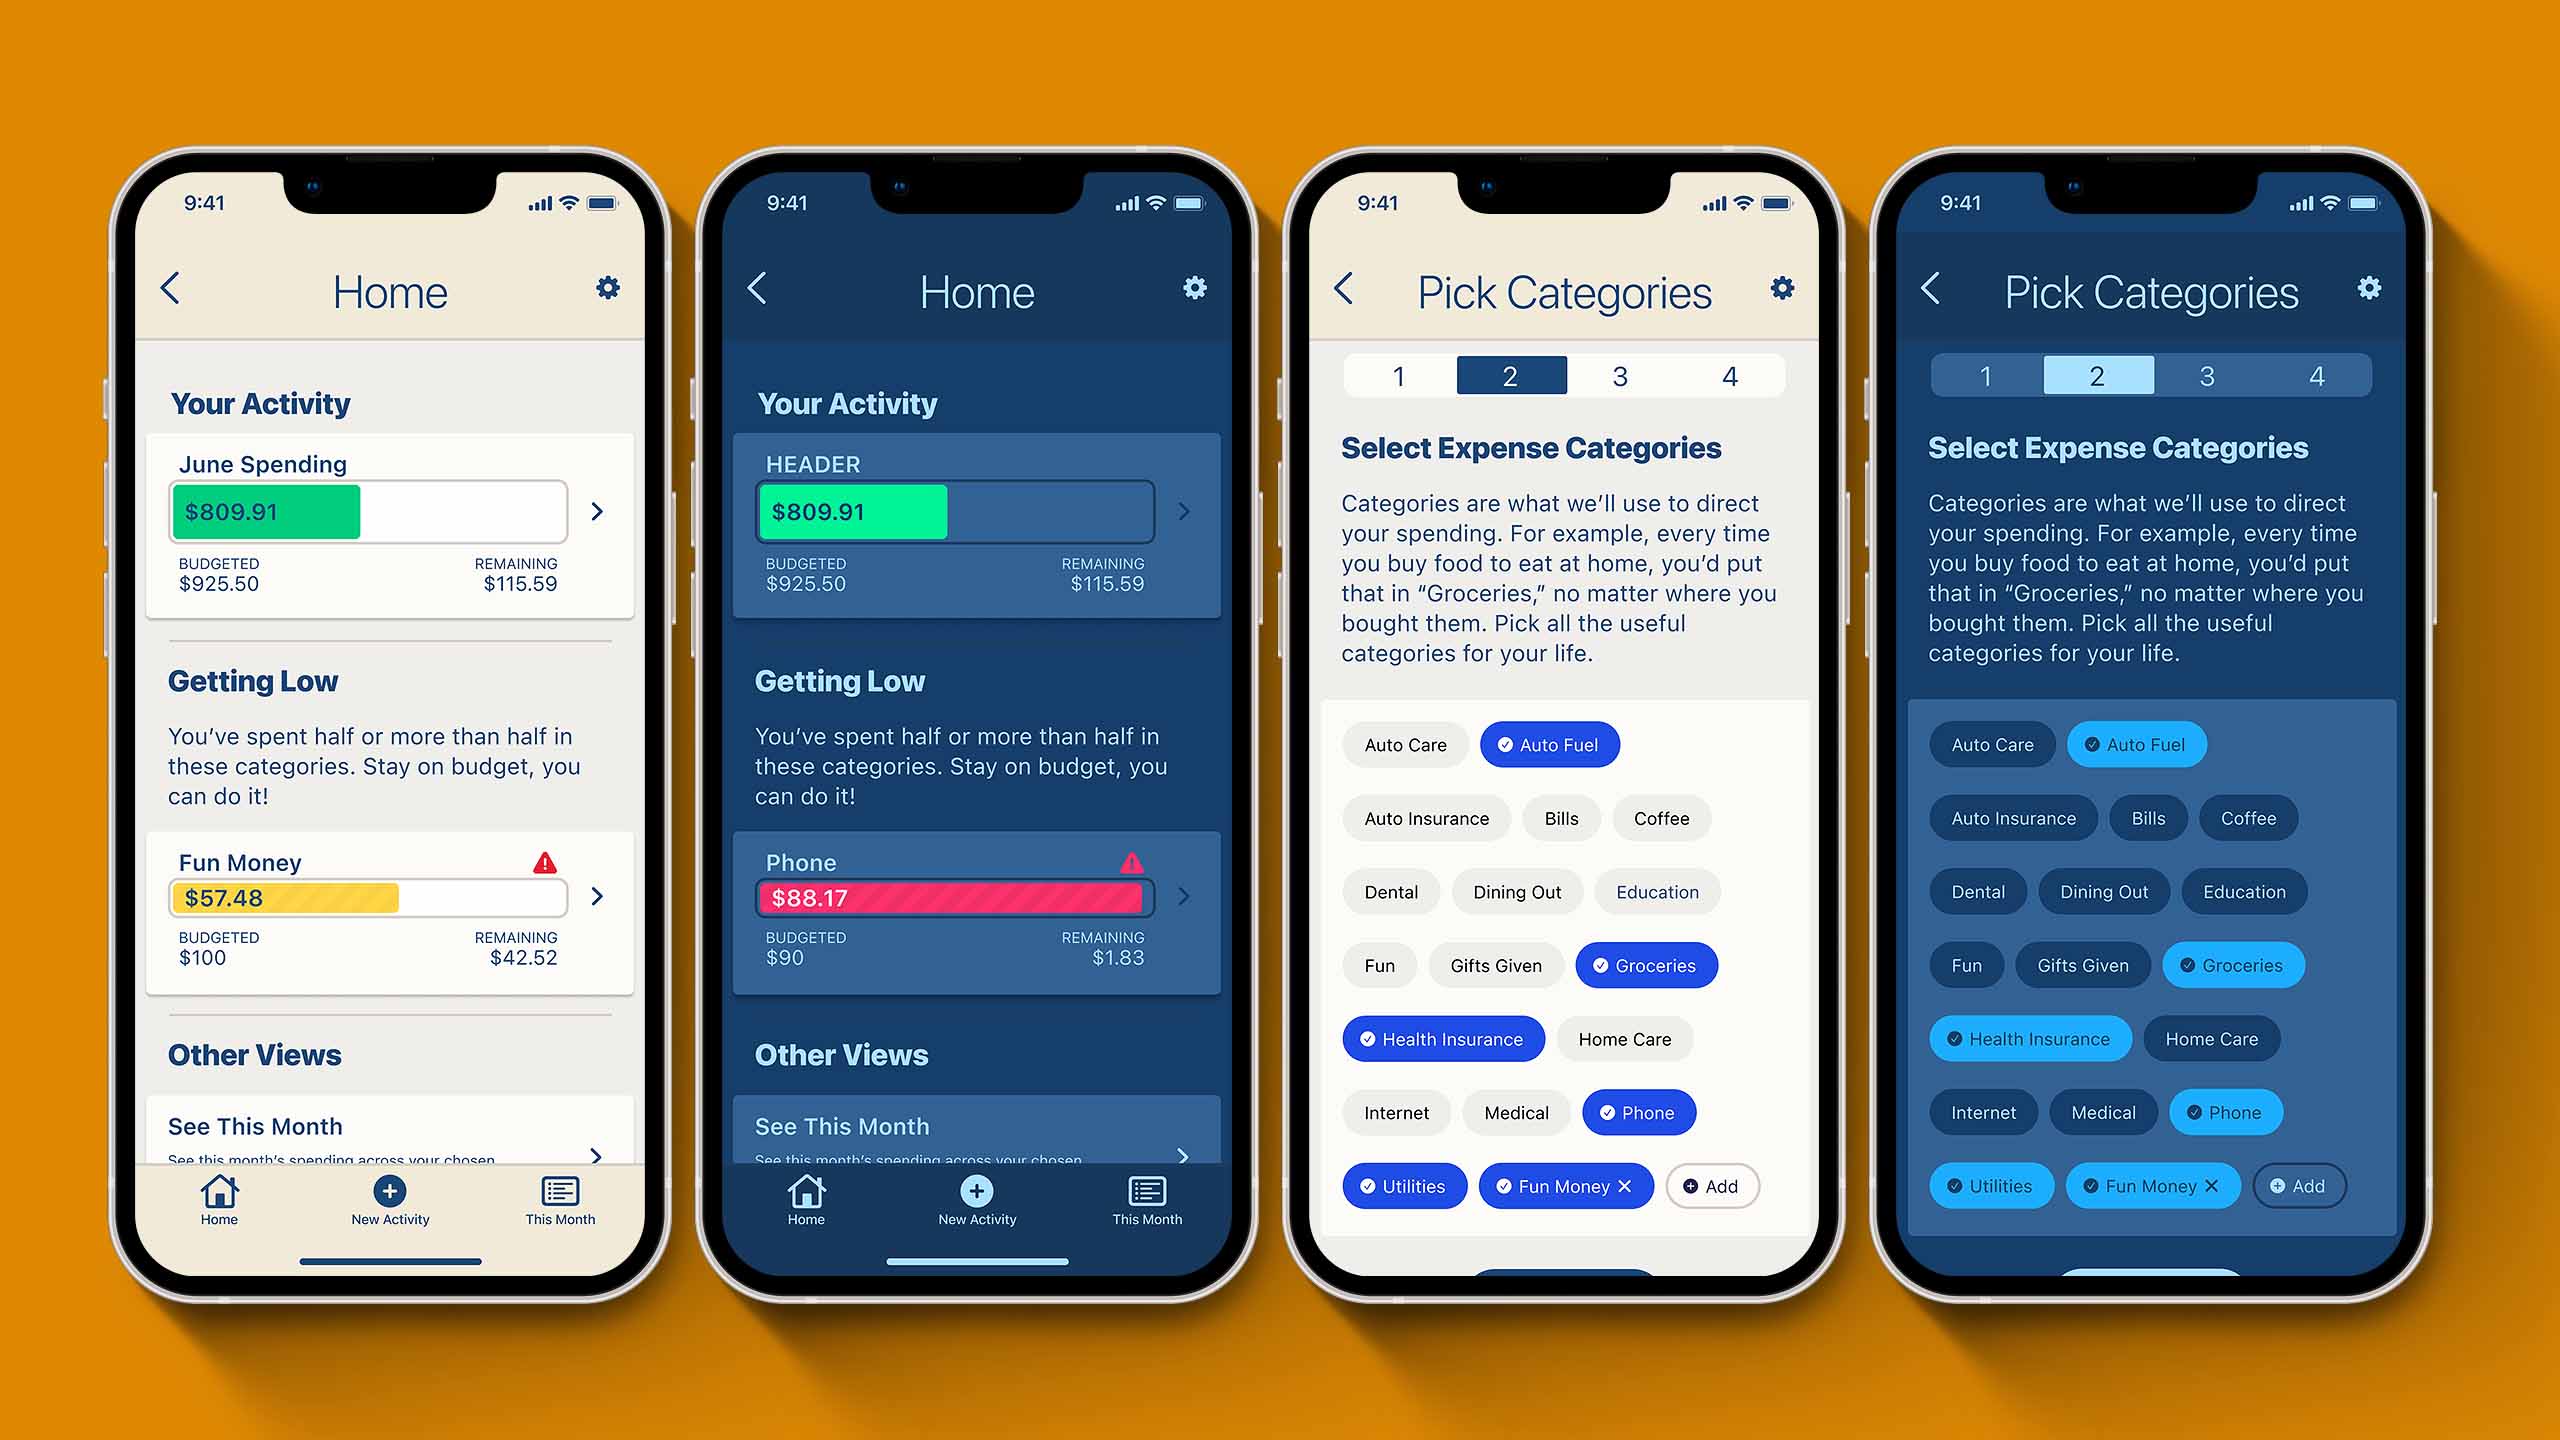 9:41
Home
Your Activity
June Spending
$809.91
BUDGETED
REMAINING
$925.50
$115.59
Getting Low
You’ve spent half or more than half in
these categories. Stay on budget, you
can do it!
Fun Money
$57.48
BUDGETED
REMAINING
$100
$42.52
Other Views
See This Month
See this month’s spending across your chosen
Home
New Activity
This Month
9:41
Home
Your Activity
HEADER
$809.91
BUDGETED
REMAINING
$925.50
$115.59
Getting Low
You’ve spent half or more than half in
these categories. Stay on budget, you
can do it!
Phone
$88.17
BUDGETED
REMAINING
$90
$1.83
Other Views
See This Month
See this month’s spending across your chosen
Home
New Activity
This Month
9:41
Pick Categories
1 2 3 4
Select Expense Categories
Categories are what we’ll use to direct
your spending. For example, every time
you buy food to eat at home, you’d put
that in “Groceries,” no matter where you
bought them. Pick all the useful
categories for your life.
Auto Care Auto Fuel
Auto Insurance Bills Coffee
Dental Dining Out Education
Fun Gifts Given Groceries
Health Insurance Home Care
Internet Medical Phone
Utilities Fun Money Add
9:41
Pick Categories
1 2 3 4
Select Expense Categories
Categories are what we’ll use to direct
your spending. For example, every time
you buy food to eat at home, you’d put
that in “Groceries,” no matter where you
bought them. Pick all the useful
categories for your life.
Auto Care Auto Fuel
Auto Insurance Bills Coffee
Dental Dining Out Education
Fun Gifts Given Groceries
Health Insurance Home Care
Internet Medical Phone
Utilities Fun Money Add